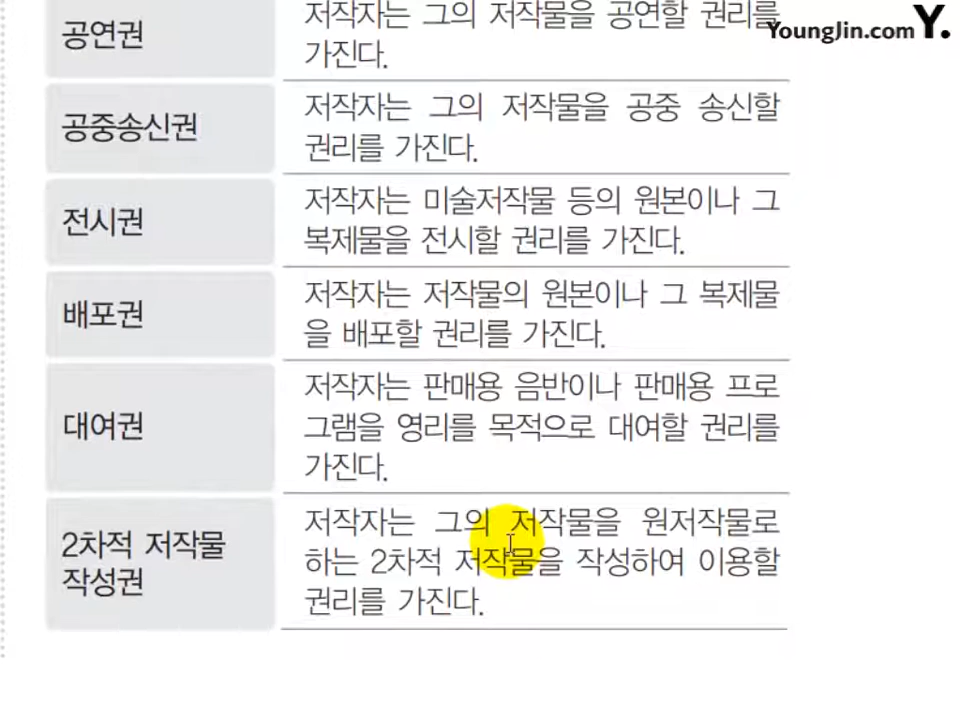 저작자는 그의 저작물을 공연할 권리를
공연권
가진다.
YoungJin.com Y.
저작자는 그의 저작물을 공중 송신할
공중송신권
권리를 가진다.
저작자는 미술저작물 등의 원본이나 그
전시권
복제물을 전시할 권리를 가진다.
저작자는 저작물의 원본이나 그 복제물
배포권
을 배포할 권리를 가진다.
저작자는 판매용 음반이나 판매용 프로
대여권
그램을 영리를 목적으로 대여할 권리를
가진다.
저작자는 그의 저작물을 원저작물로
2차적 저작물
하는 2차적 저작물을 작성하여 이용할
작성권
권리를 가진다.